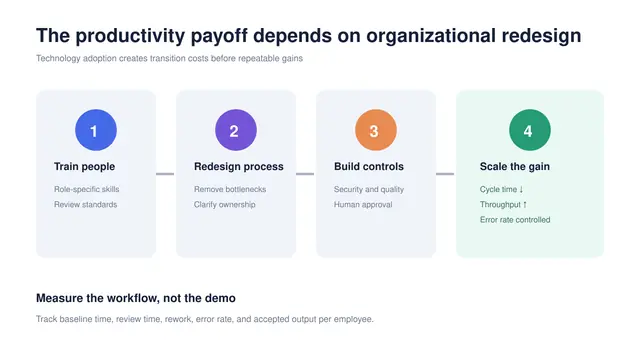 The productivity payoff depends on organizational redesign
Technology adoption creates transition costs before repeatable gains
1
Train people
Role-specific skills
Review standards
2
Redesign process
Remove bottlenecks
Clarify ownership
3
Build controls
Security and quality
Human approval
4
Scale the gain
Cycle time ↓
Throughput ↑
Error rate controlled
Measure the workflow, not the demo
Track baseline time, review time, rework, error rate, and accepted output per employee.